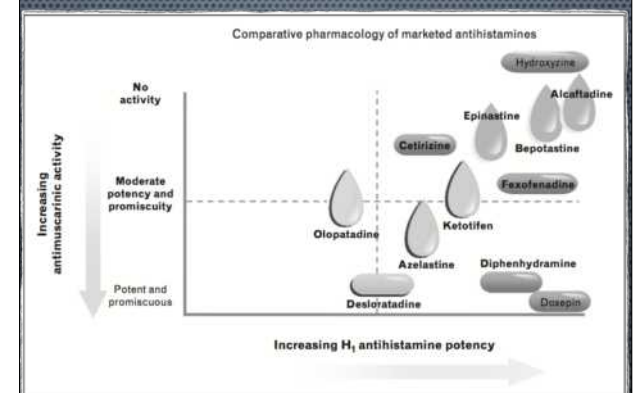 Comparative pharmacology of marketed antihistamines
Hydroxyzine
No
activity
Alcaftadine
Epinastine
Cetirizine
Bepotastine
Increasing
antimuscarinic activity
Moderate
potency and
promiscuity
Fexofenadine
Ketotifen
Olopatadine
Azelastine
Diphenhydramine
Potent and
promiscuous
Desloratadine
Doxepin
Increasing H₁ antihistamine potency